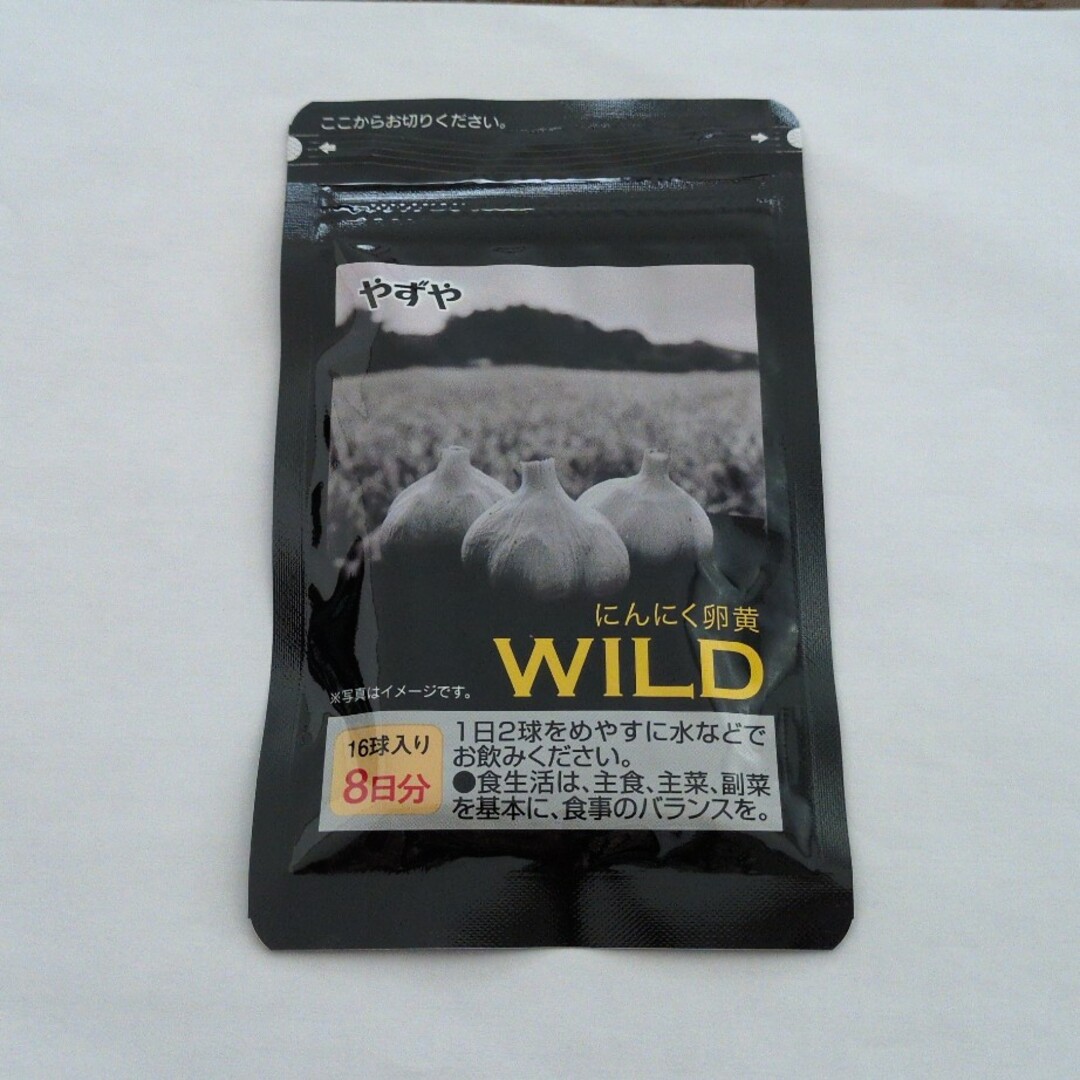 ここからお切りください。
やずや
にんにく卵黄
WILD
※写真はイメージです。
16球入り
8日分
1日2球をめやすに水などで
お飲みください。
●食生活は、主食、主菜、副菜
を基本に、食事のバランスを。